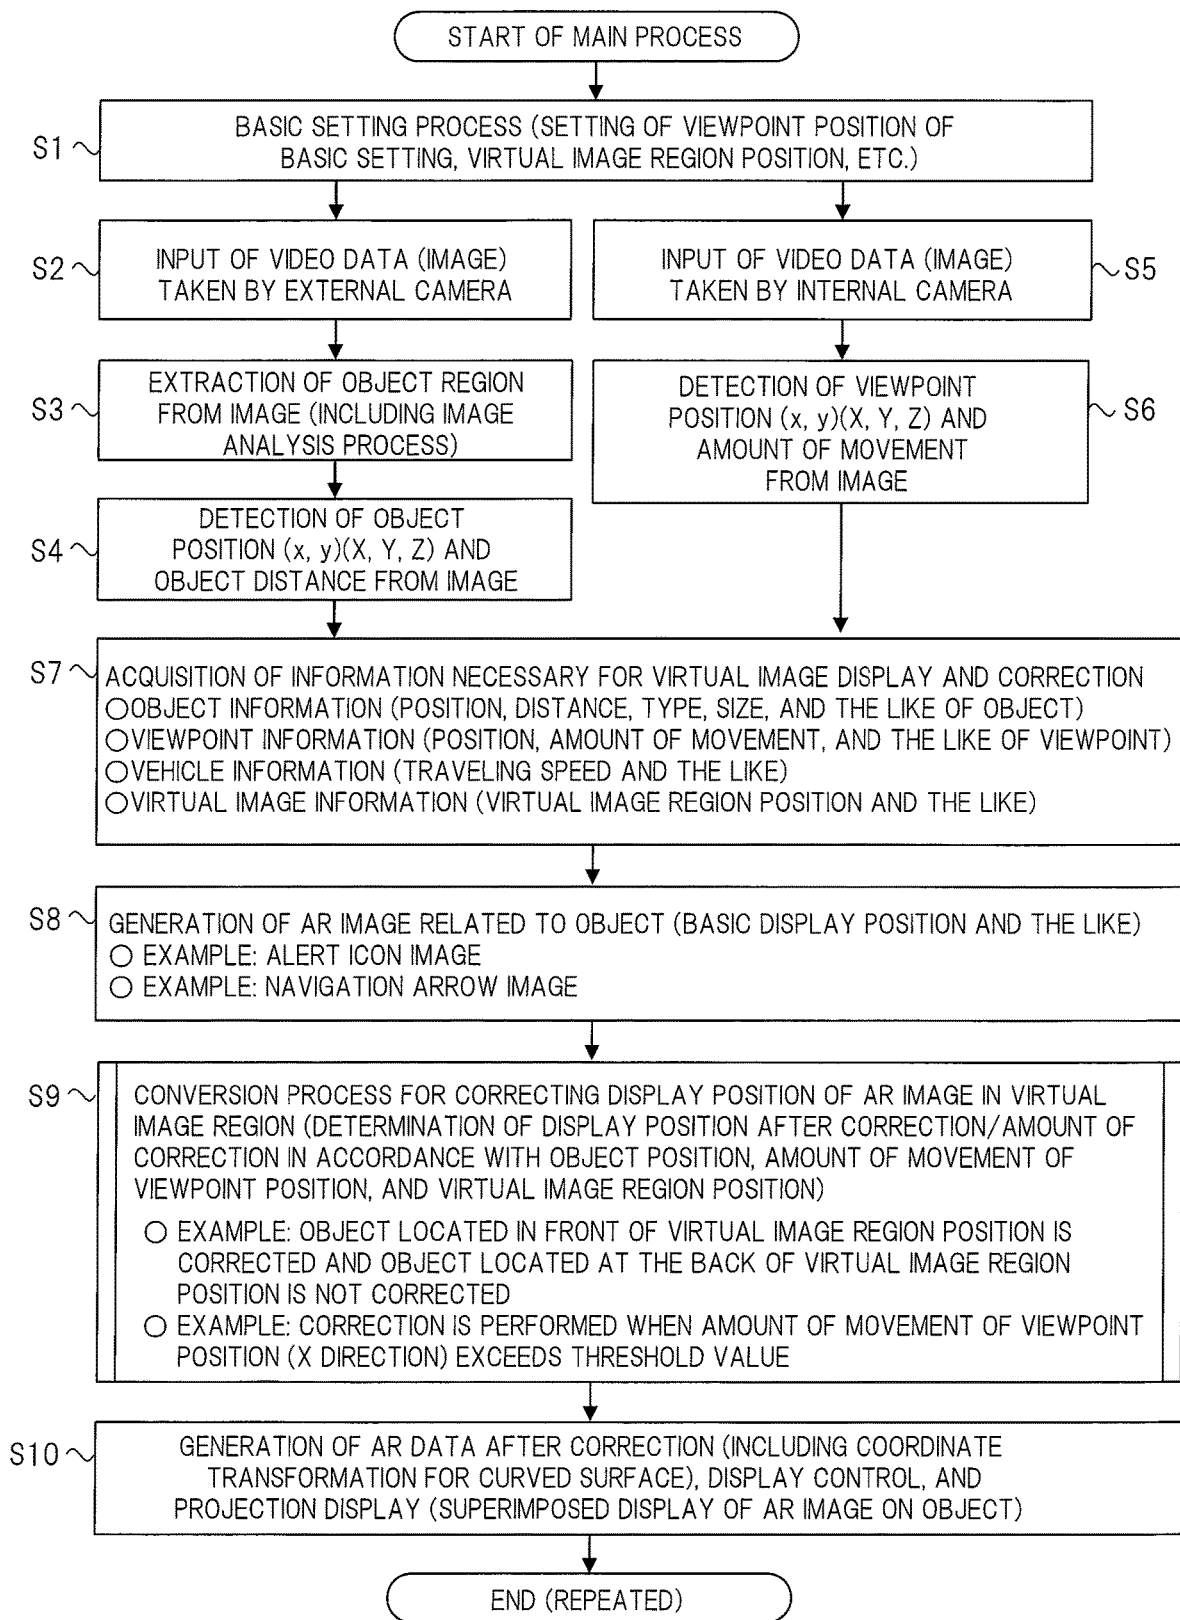 START OF MAIN PROCESS
S1
BASIC SETTING PROCESS (SETTING OF VIEWPOINT POSITION OF
BASIC SETTING, VIRTUAL IMAGE REGION POSITION, ETC.)
S2
INPUT OF VIDEO DATA (IMAGE)
TAKEN BY EXTERNAL CAMERA
S3
EXTRACTION OF OBJECT REGION
FROM IMAGE (INCLUDING IMAGE
ANALYSIS PROCESS)
S4
DETECTION OF OBJECT
POSITION (x, y)(X, Y, Z) AND
OBJECT DISTANCE FROM IMAGE
INPUT OF VIDEO DATA (IMAGE)
TAKEN BY INTERNAL CAMERA
S5
DETECTION OF VIEWPOINT
POSITION (x, y)(X, Y, Z) AND
AMOUNT OF MOVEMENT
FROM IMAGE
S6
S7
ACQUISITION OF INFORMATION NECESSARY FOR VIRTUAL IMAGE DISPLAY AND CORRECTION
○OBJECT INFORMATION (POSITION, DISTANCE, TYPE, SIZE, AND THE LIKE OF OBJECT)
○VIEWPOINT INFORMATION (POSITION, AMOUNT OF MOVEMENT, AND THE LIKE OF VIEWPOINT)
○VEHICLE INFORMATION (TRAVELING SPEED AND THE LIKE)
○VIRTUAL IMAGE INFORMATION (VIRTUAL IMAGE REGION POSITION AND THE LIKE)
S8
GENERATION OF AR IMAGE RELATED TO OBJECT (BASIC DISPLAY POSITION AND THE LIKE)
○ EXAMPLE: ALERT ICON IMAGE
○ EXAMPLE: NAVIGATION ARROW IMAGE
S9
CONVERSION PROCESS FOR CORRECTING DISPLAY POSITION OF AR IMAGE IN VIRTUAL
IMAGE REGION (DETERMINATION OF DISPLAY POSITION AFTER CORRECTION/AMOUNT OF
CORRECTION IN ACCORDANCE WITH OBJECT POSITION, AMOUNT OF MOVEMENT OF
VIEWPOINT POSITION, AND VIRTUAL IMAGE REGION POSITION)
○ EXAMPLE: OBJECT LOCATED IN FRONT OF VIRTUAL IMAGE REGION POSITION IS
CORRECTED AND OBJECT LOCATED AT THE BACK OF VIRTUAL IMAGE REGION
POSITION IS NOT CORRECTED
○ EXAMPLE: CORRECTION IS PERFORMED WHEN AMOUNT OF MOVEMENT OF VIEWPOINT
POSITION (X DIRECTION) EXCEEDS THRESHOLD VALUE
S10
GENERATION OF AR DATA AFTER CORRECTION (INCLUDING COORDINATE
TRANSFORMATION FOR CURVED SURFACE), DISPLAY CONTROL, AND
PROJECTION DISPLAY (SUPERIMPOSED DISPLAY OF AR IMAGE ON OBJECT)
END (REPEATED)